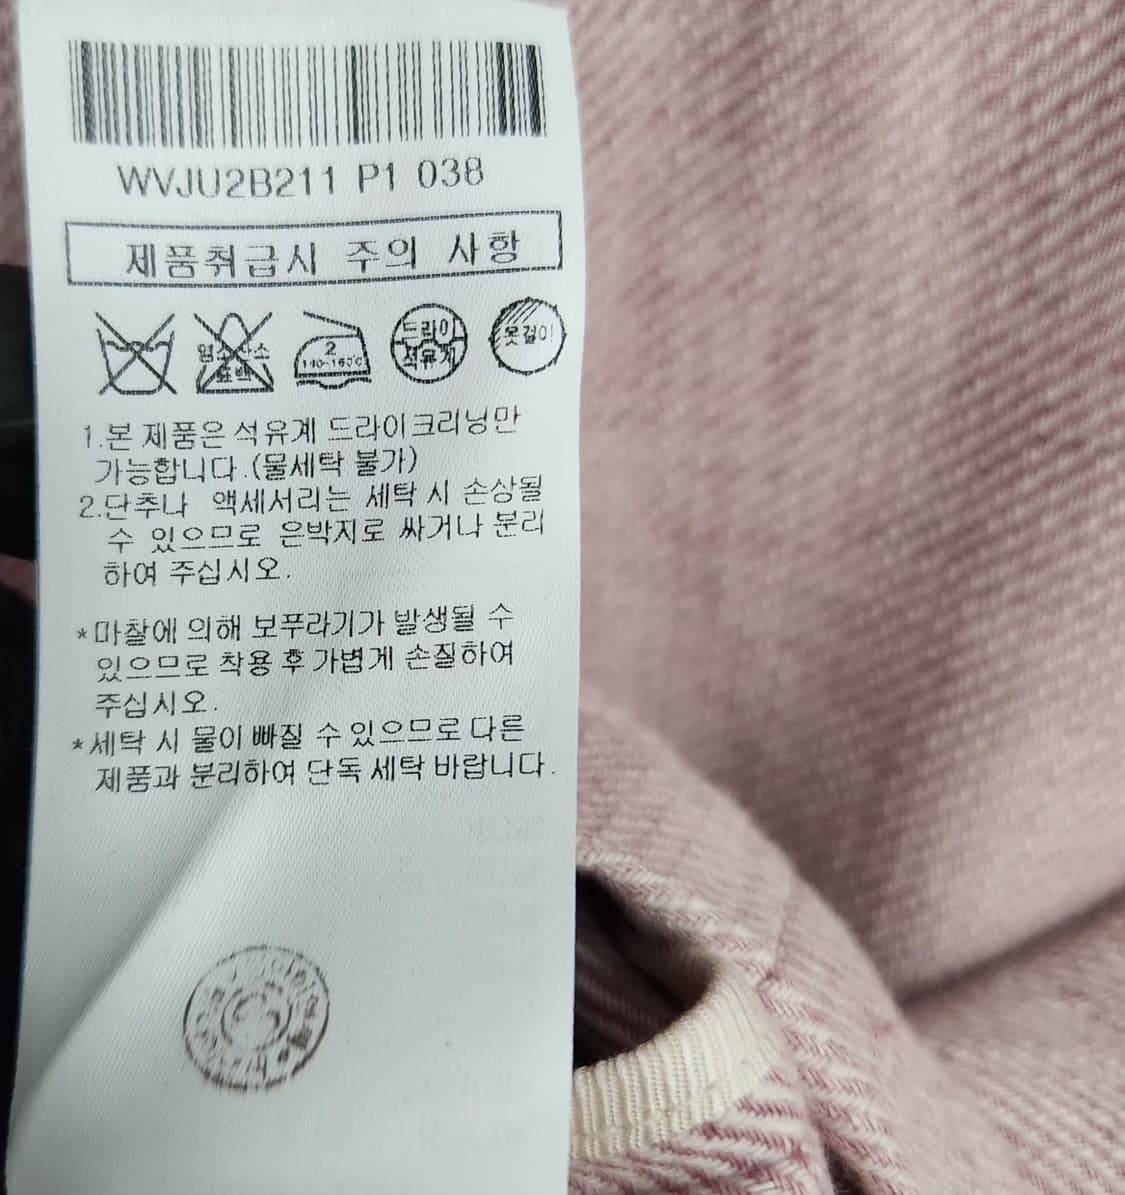 WVJU2B211 P1 038
제품취급시 주의 사항
염소산소
표백
2
140~160℃
드라이
석유계
옷걸이
1.본 제품은 석유계 드라이크리닝만
가능합니다.(물세탁 불가)
2.단추나 액세서리는 세탁 시 손상될
수 있으므로 은박지로 싸거나 분리
하여 주십시오.
*마찰에 의해 보푸라기가 발생될 수
있으므로 착용 후 가볍게 손질하여
주십시오.
*세탁 시 물이 빠질 수 있으므로 다른
제품과 분리하여 단독 세탁 바랍니다.